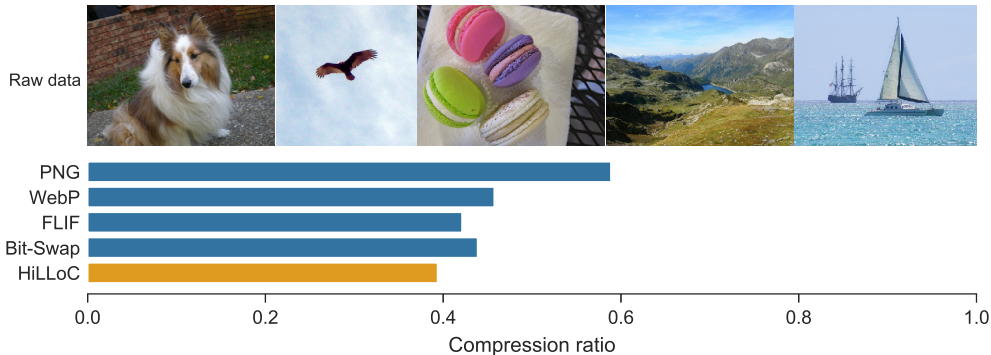 Raw data
PNG
WebP
FLIF
Bit-Swap
HiLLoC
0.0 0.2 0.4 0.6 0.8 1.0
Compression ratio